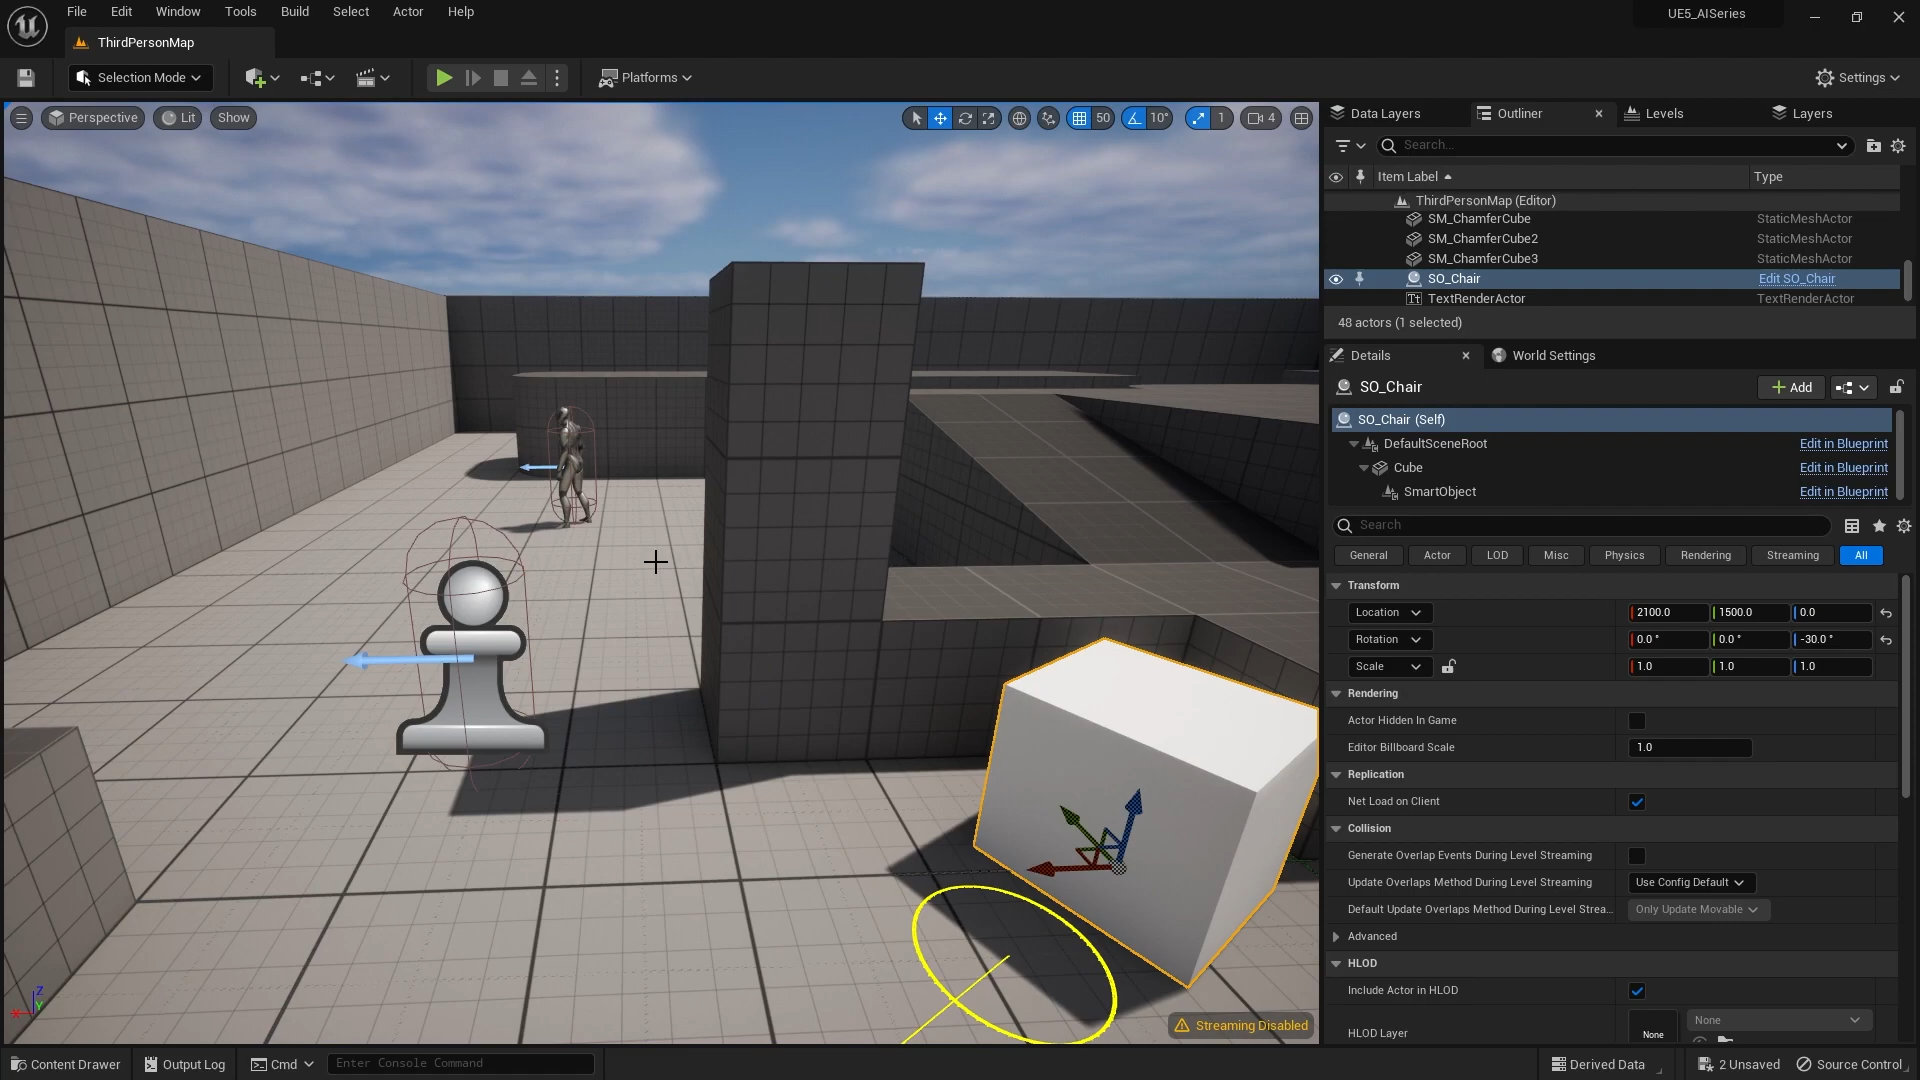 File Edit Window Tools Build Select Actor Help
UE5_AISeries
ThirdPersonMap
Selection Mode
Platforms
Settings
Perspective Lit Show
50 10° 1 4
Data Layers Outliner Levels Layers
Search...
Item Label Type
ThirdPersonMap (Editor)
SM_ChamferCube StaticMeshActor
SM_ChamferCube2 StaticMeshActor
SM_ChamferCube3 StaticMeshActor
SO_Chair Edit SO_Chair
TextRenderActor TextRenderActor
48 actors (1 selected)
Details World Settings
SO_Chair Add
SO_Chair (Self)
DefaultSceneRoot Edit in Blueprint
Cube Edit in Blueprint
SmartObject Edit in Blueprint
Search
General Actor LOD Misc Physics Rendering Streaming All
Transform
Location 2100.0 1500.0 0.0
Rotation 0.0 ° 0.0 ° -30.0 °
Scale 1.0 1.0 1.0
Rendering
Actor Hidden In Game
Editor Billboard Scale 1.0
Replication
Net Load on Client
Collision
Generate Overlap Events During Level Streaming
Update Overlaps Method During Level Streaming Use Config Default
Default Update Overlaps Method During Level Strea... Only Update Movable
Advanced
HLOD
Include Actor in HLOD
HLOD Layer None None
Z
Y
X
Streaming Disabled
Content Drawer Output Log Cmd Enter Console Command Derived Data 2 Unsaved Source Control